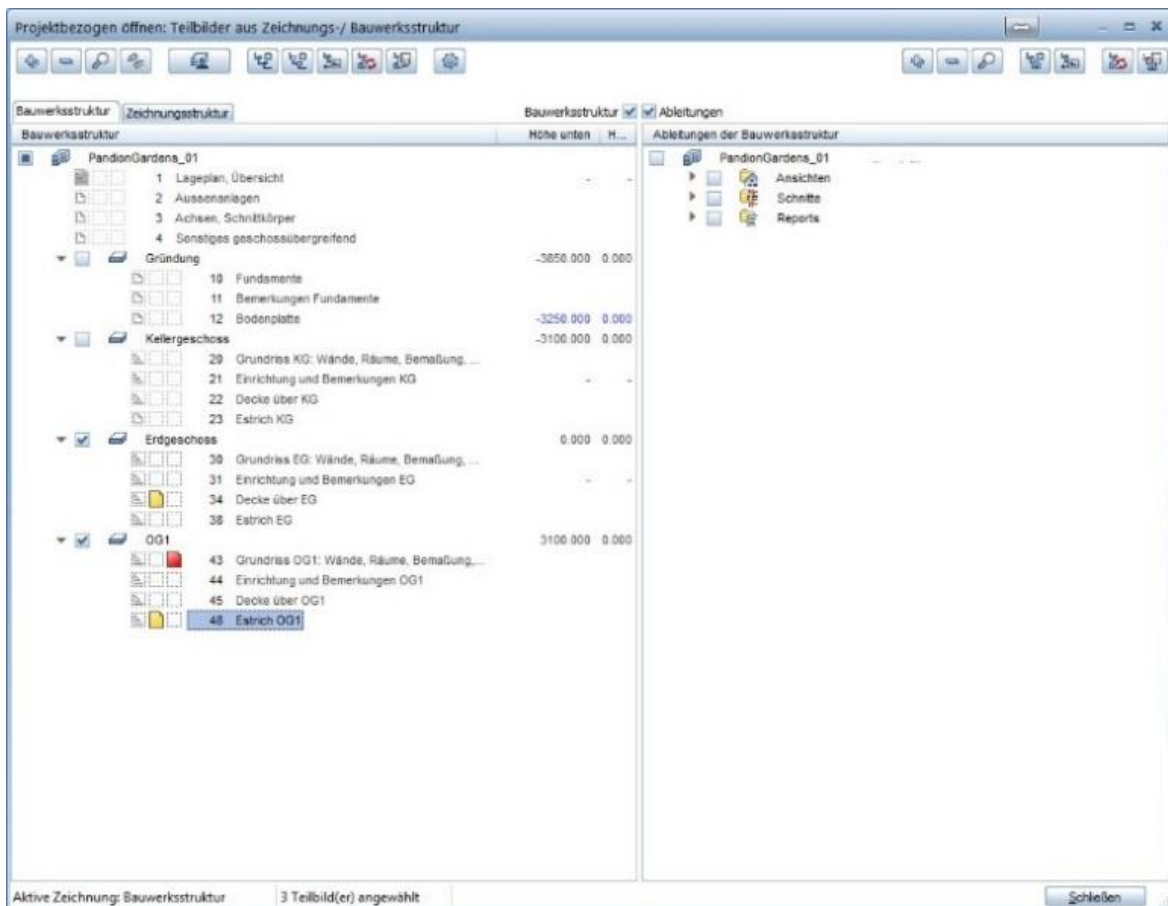 Projektbezogen öffnen: Teilbilder aus Zeichnungs-/ Bauwerksstruktur
Bauwerksstruktur Zeichnungsstruktur Bauwerksstruktur Ableitungen
Bauwerksstruktur Höhe unten H... Ableitungen der Bauwerksstruktur
PandionGardens_01 PandionGardens_01
1 Lageplan, Übersicht - - Ansichten
2 Aussenanlagen Schnitte
3 Achsen, Schnittkörper Reports
4 Sonstiges geschossübergreifend
Gründung -3850.000 0.000
10 Fundamente
11 Bemerkungen Fundamente
12 Bodenplatte -3250.000 0.000
Kellergeschoss -3100.000 0.000
20 Grundriss KG: Wände, Räume, Bemaßung, ...
21 Einrichtung und Bemerkungen KG - -
22 Decke über KG
23 Estrich KG
Erdgeschoss 0.000 0.000
30 Grundriss EG: Wände, Räume, Bemaßung, ...
31 Einrichtung und Bemerkungen EG - -
34 Decke über EG
38 Estrich EG
OG1 3100.000 0.000
43 Grundriss OG1: Wände, Räume, Bemaßung,...
44 Einrichtung und Bemerkungen OG1
45 Decke über OG1
48 Estrich OG1
Aktive Zeichnung: Bauwerksstruktur 3 Teilbild(er) angewählt Schließen